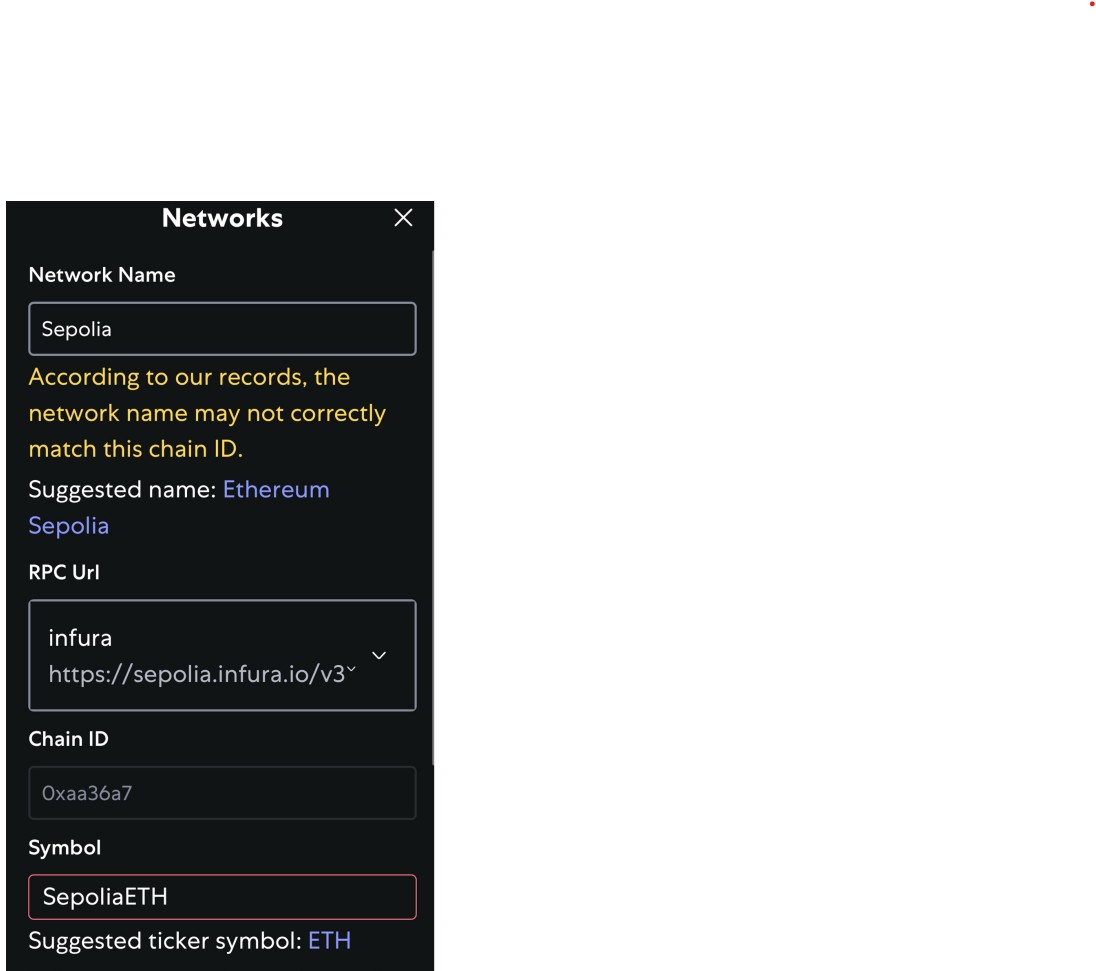 Networks
Network Name
Sepolia
According to our records, the
network name may not correctly
match this chain ID.
Suggested name: Ethereum
Sepolia
RPC Url
infura
https://sepolia.infura.io/v3
Chain ID
0xaa36a7
Symbol
SepoliaETH
Suggested ticker symbol: ETH